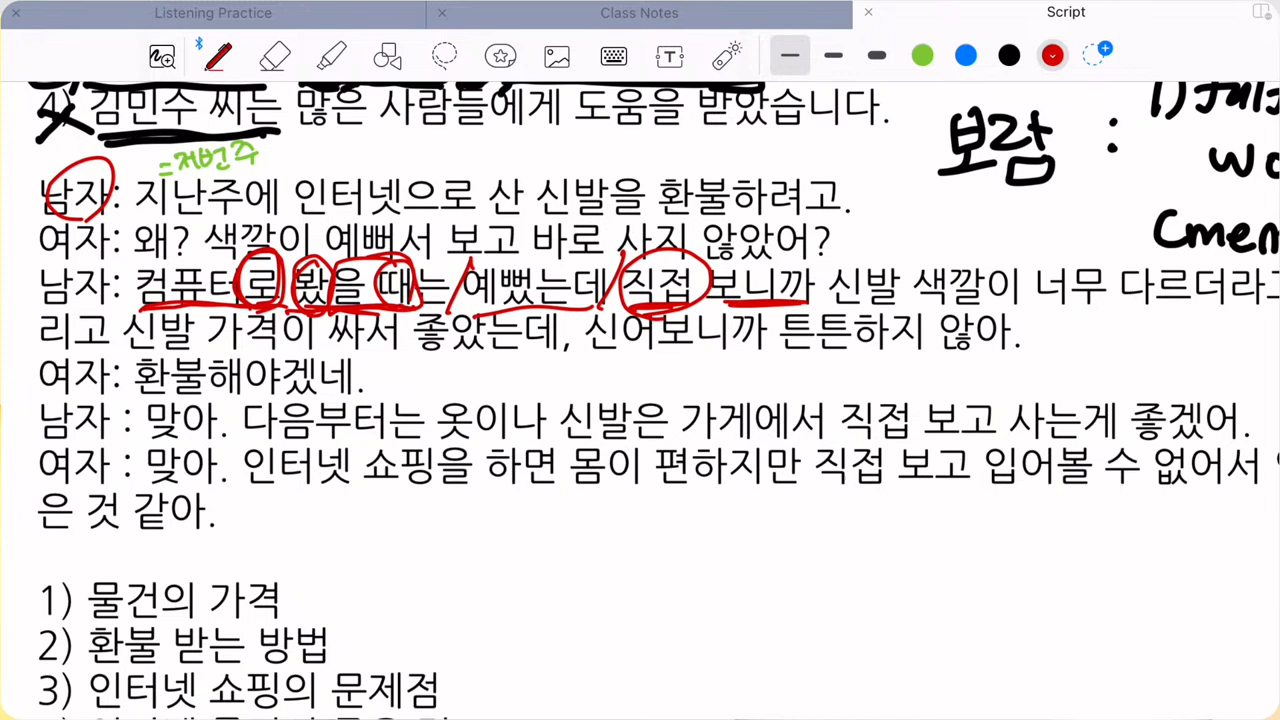 Listening Practice
Class Notes
Script
4) 김민수 씨는 많은 사람들에게 도움을 받았습니다.
보람 :
=저번주
남자: 지난주에 인터넷으로 산 신발을 환불하려고.
여자: 왜? 색깔이 예뻐서 보고 바로 사지 않았어?
남자: 컴퓨터로 봤을 때는 예뻤는데 직접 보니까 신발 색깔이 너무 다르더라고
리고 신발 가격이 싸서 좋았는데, 신어보니까 튼튼하지 않아.
여자: 환불해야겠네.
남자 : 맞아. 다음부터는 옷이나 신발은 가게에서 직접 보고 사는게 좋겠어.
여자 : 맞아. 인터넷 쇼핑을 하면 몸이 편하지만 직접 보고 입어볼 수 없어서
은 것 같아.
1) 물건의 가격
2) 환불 받는 방법
3) 인터넷 쇼핑의 문제점